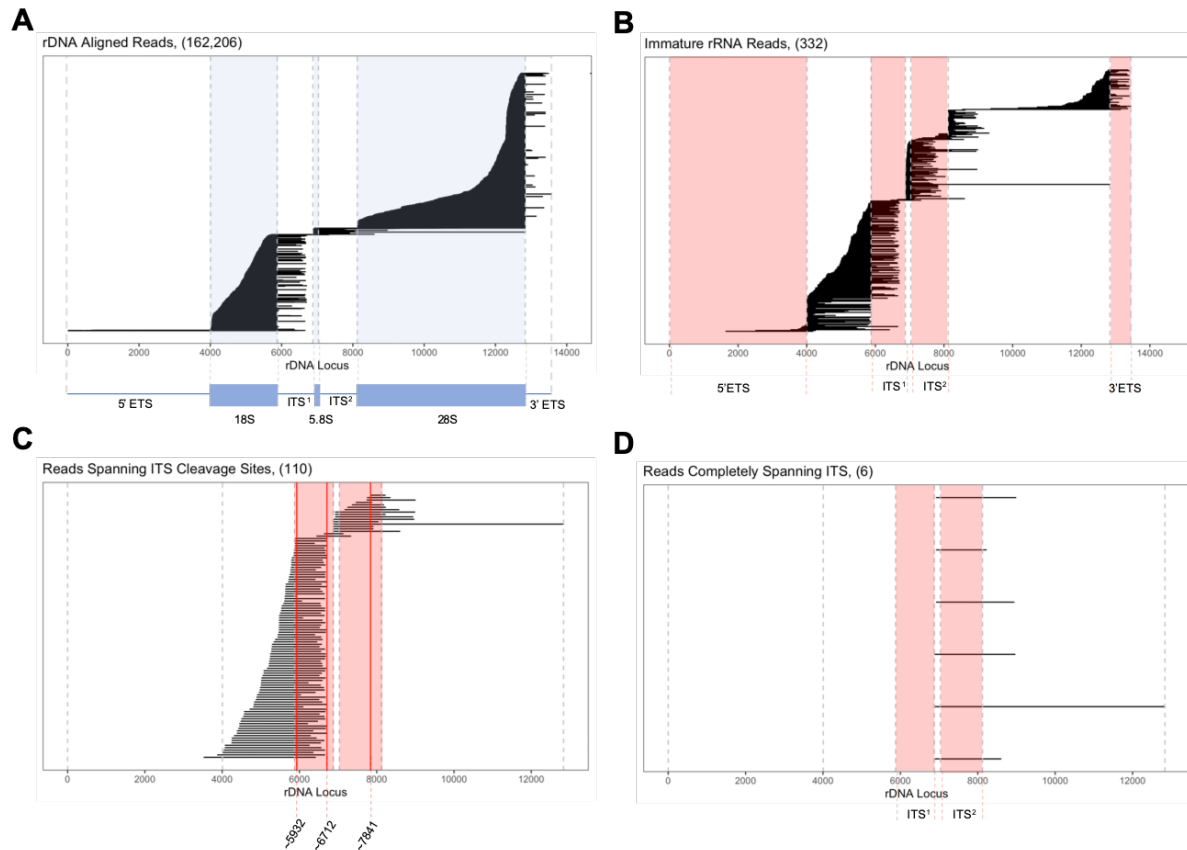 A
rDNA Aligned Reads, (162,206)
0 2000 4000 6000 8000 10000 12000 14000
rDNA Locus
5' ETS ITS¹ ITS² 3' ETS
18S 5.8S 28S
B
Immature rRNA Reads, (332)
0 2000 4000 6000 8000 10000 12000 14000
rDNA Locus
5'ETS ITS¹ ITS² 3'ETS
C
Reads Spanning ITS Cleavage Sites, (110)
0 2000 4000 6000 8000 10000 12000
rDNA Locus
~5932 ~6712 ~7841
D
Reads Completely Spanning ITS, (6)
0 2000 4000 6000 8000 10000 12000
rDNA Locus
ITS¹ ITS²